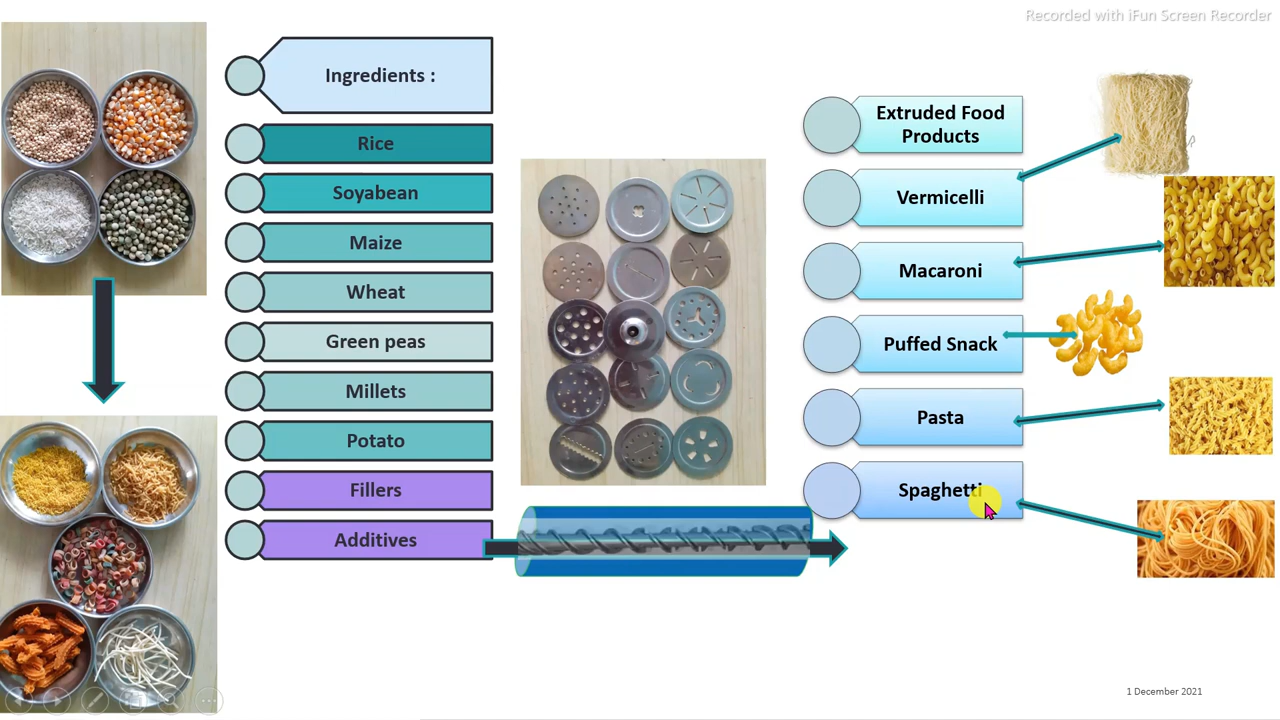 Recorded with iFun Screen Recorder
Ingredients :
Rice
Soyabean
Maize
Wheat
Green peas
Millets
Potato
Fillers
Additives
Extruded Food
Products
Vermicelli
Macaroni
Puffed Snack
Pasta
Spaghetti
1 December 2021